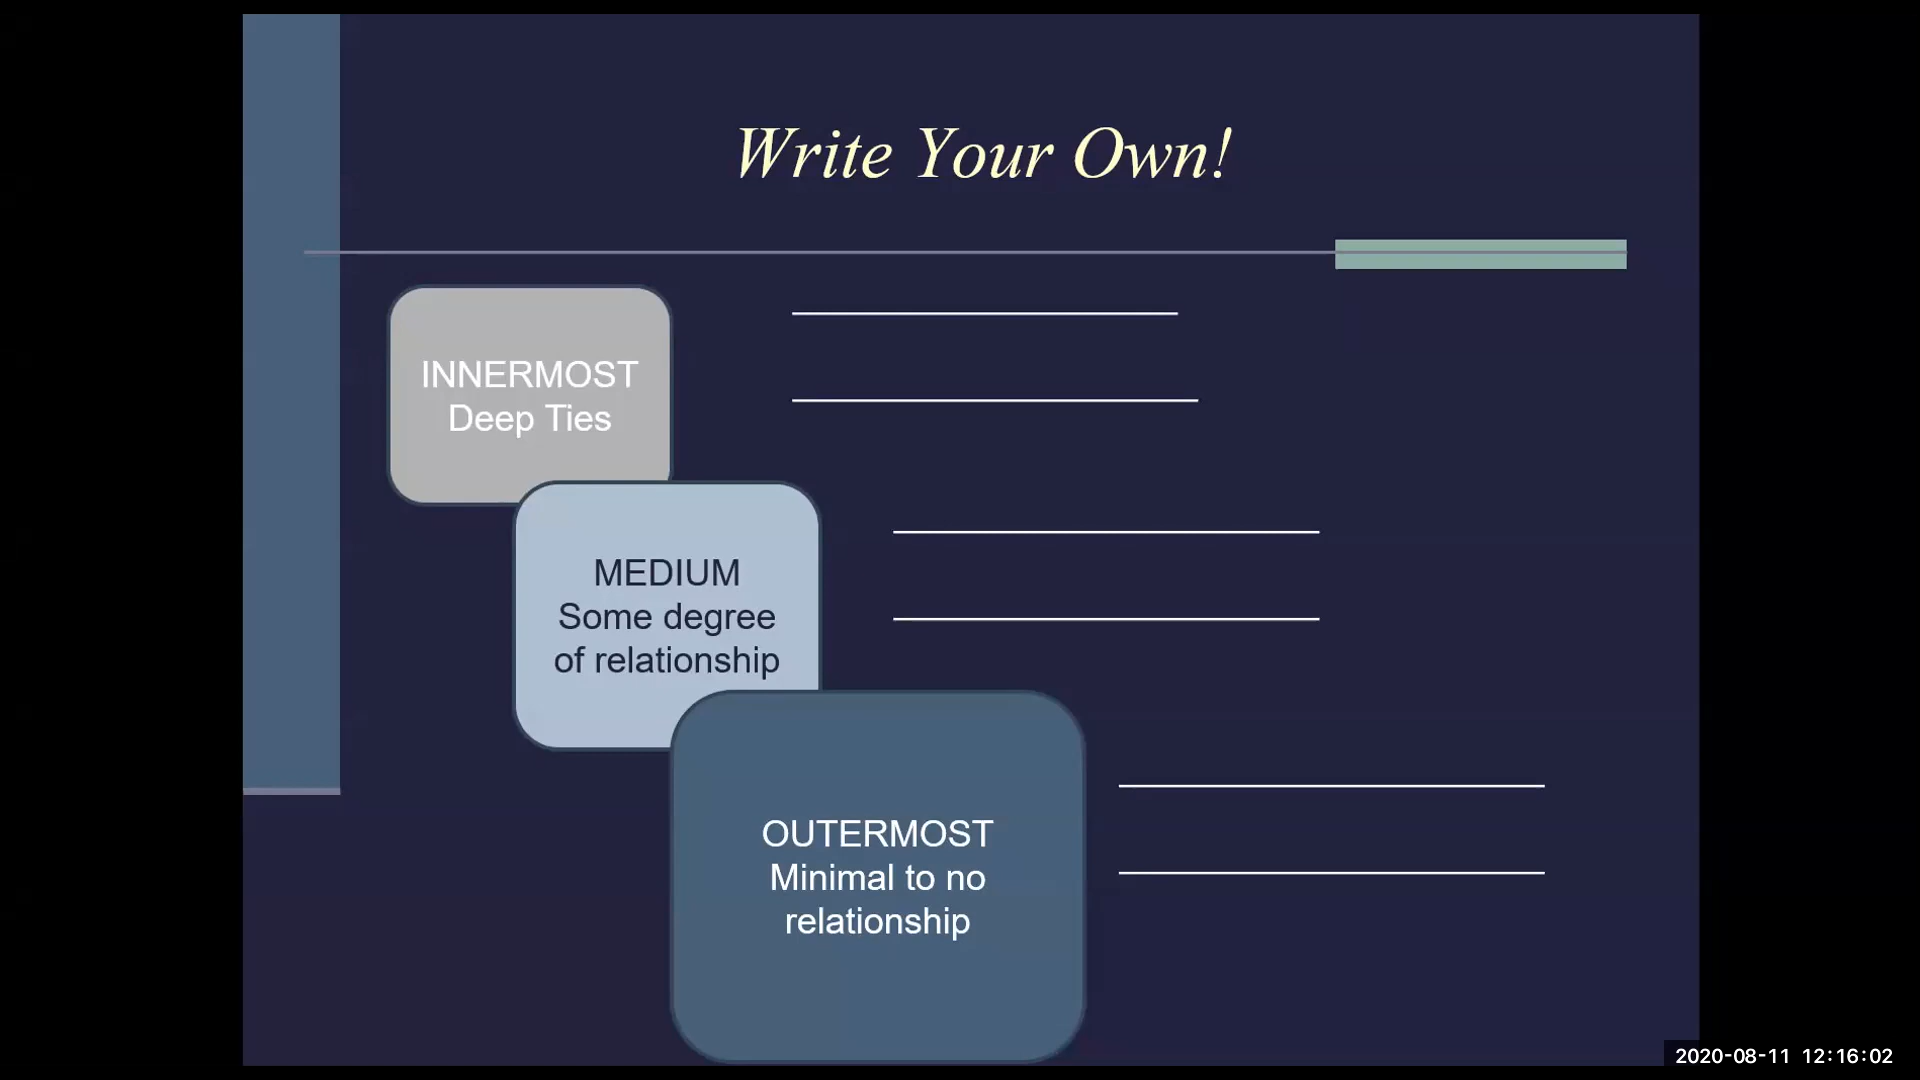 Write Your Own!
INNERMOST
Deep Ties
MEDIUM
Some degree
of relationship
OUTERMOST
Minimal to no
relationship
2020-08-11 12:16:02